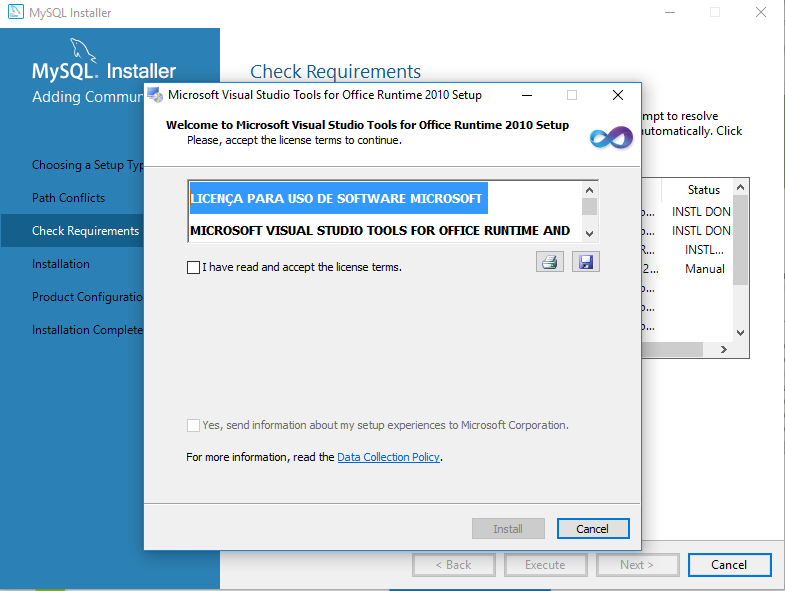 MySQL Installer
MySQL. Installer
Adding Commun
Choosing a Setup Typ
Path Conflicts
Check Requirements
Installation
Product Configuratio
Installation Complete
Check Requirements
mpt to resolve
automatically. Click
Status
INSTL DON
INSTL DON
INSTL...
Manual
Microsoft Visual Studio Tools for Office Runtime 2010 Setup
Welcome to Microsoft Visual Studio Tools for Office Runtime 2010 Setup
Please, accept the license terms to continue.
LICENÇA PARA USO DE SOFTWARE MICROSOFT
MICROSOFT VISUAL STUDIO TOOLS FOR OFFICE RUNTIME AND
I have read and accept the license terms.
Yes, send information about my setup experiences to Microsoft Corporation.
For more information, read the Data Collection Policy.
Install Cancel
< Back Execute Next > Cancel